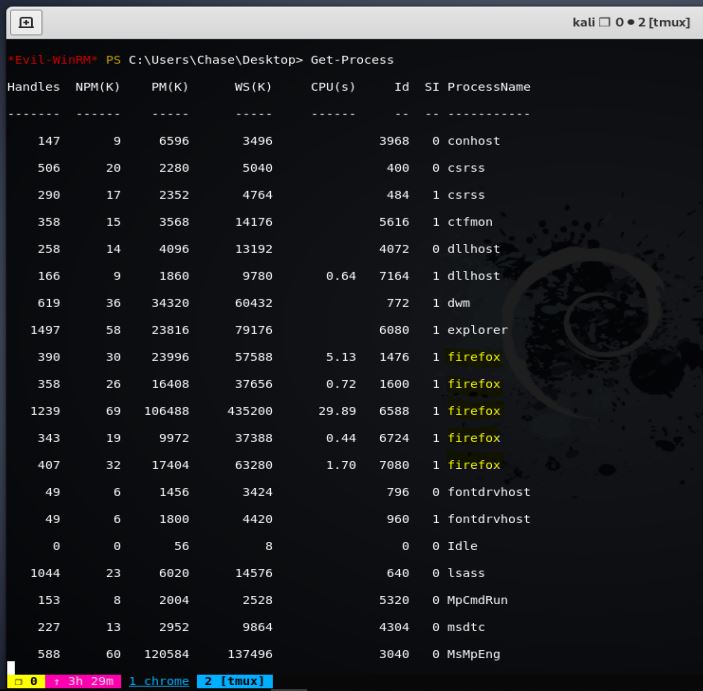 kali ❐ 0 ● 2 [tmux]
*Evil-WinRM* PS C:\Users\Chase\Desktop> Get-Process
Handles NPM(K) PM(K) WS(K) CPU(s) Id SI ProcessName
------- ------ ----- ----- ------ -- -- -----------
147 9 6596 3496 3968 0 conhost
506 20 2280 5040 400 0 csrss
290 17 2352 4764 484 1 csrss
358 15 3568 14176 5616 1 ctfmon
258 14 4096 13192 4072 0 dllhost
166 9 1860 9780 0.64 7164 1 dllhost
619 36 34320 60432 772 1 dwm
1497 58 23816 79176 6080 1 explorer
390 30 23996 57588 5.13 1476 1 firefox
358 26 16408 37656 0.72 1600 1 firefox
1239 69 106488 435200 29.89 6588 1 firefox
343 19 9972 37388 0.44 6724 1 firefox
407 32 17404 63280 1.70 7080 1 firefox
49 6 1456 3424 796 0 fontdrvhost
49 6 1800 4420 960 1 fontdrvhost
0 0 56 8 0 0 Idle
1044 23 6020 14576 640 0 lsass
153 8 2004 2528 5320 0 MpCmdRun
227 13 2952 9864 4304 0 msdtc
588 60 120584 137496 3040 0 MsMpEng
❐ 0 ↑ 3h 29m 1 chrome 2 [tmux]